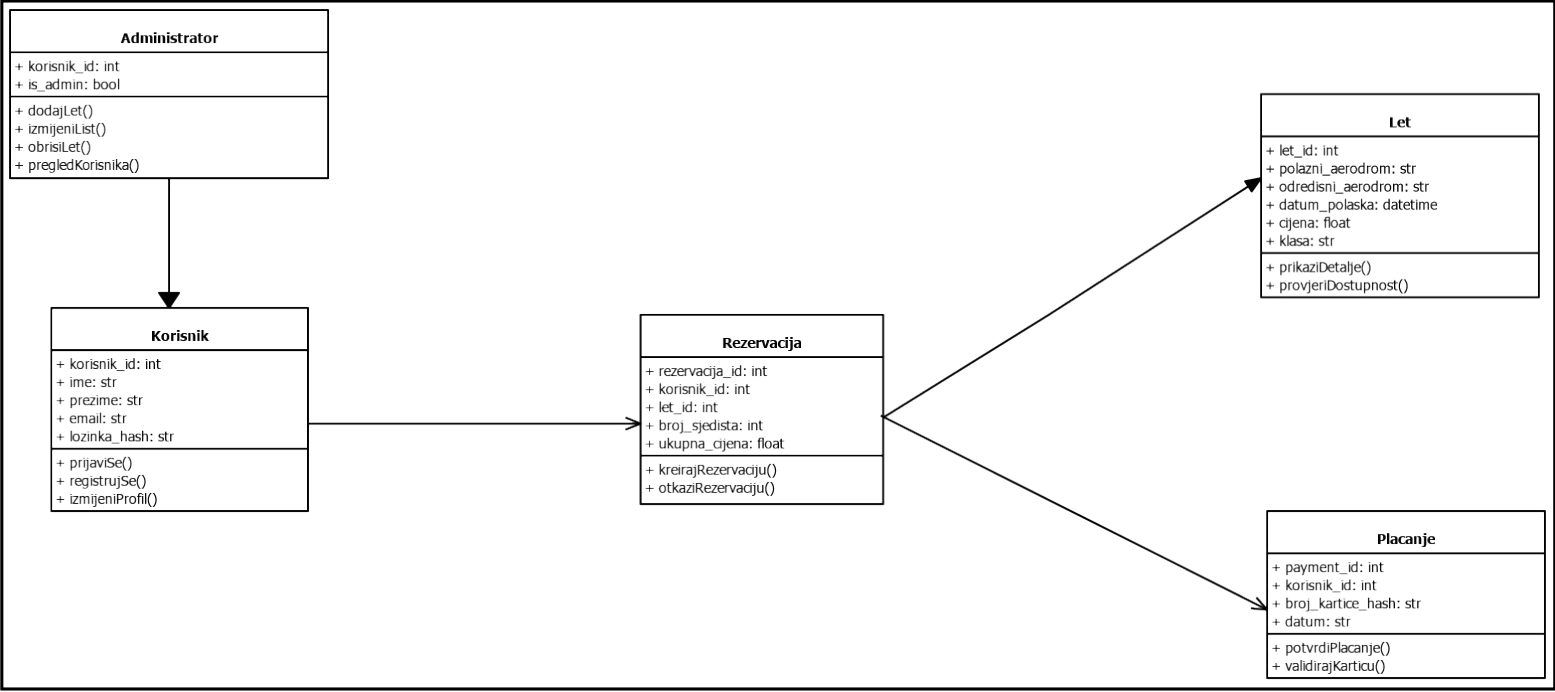 Administrator
+ korisnik_id: int
+ is_admin: bool
+ dodajLet()
+ izmijeniList()
+ obrisiLet()
+ pregledKorisnika()
Korisnik
+ korisnik_id: int
+ ime: str
+ prezime: str
+ email: str
+ lozinka_hash: str
+ prijaviSe()
+ registrujSe()
+ izmijeniProfil()
Rezervacija
+ rezervacija_id: int
+ korisnik_id: int
+ let_id: int
+ broj_sjedista: int
+ ukupna_cijena: float
+ kreirajRezervaciju()
+ otkaziRezervaciju()
Let
+ let_id: int
+ polazni_aerodrom: str
+ odredisni_aerodrom: str
+ datum_polaska: datetime
+ cijena: float
+ klasa: str
+ prikaziDetalje()
+ provjeriDostupnost()
Placanje
+ payment_id: int
+ korisnik_id: int
+ broj_kartice_hash: str
+ datum: str
+ potvrdiPlacanje()
+ validirajKarticu()